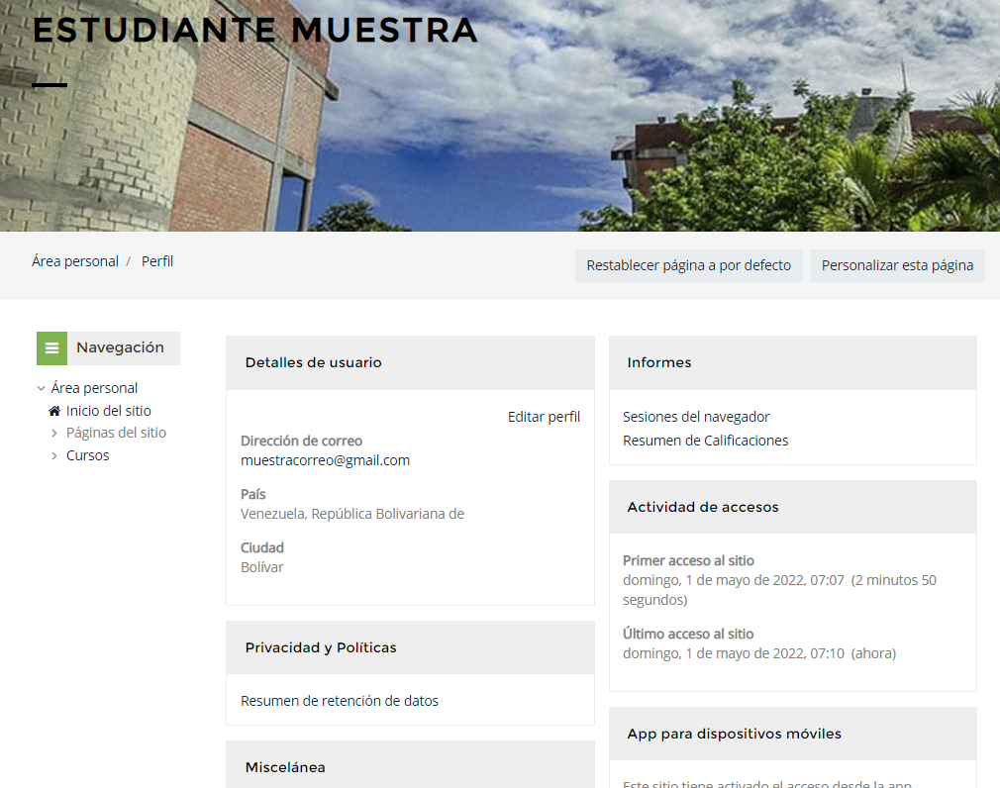 ESTUDIANTE MUESTRA
Área personal / Perfil
Restablecer página a por defecto
Personalizar esta página
Navegación
Área personal
Inicio del sitio
Páginas del sitio
Cursos
Detalles de usuario
Editar perfil
Dirección de correo
muestracorreo@gmail.com
País
Venezuela, República Bolivariana de
Ciudad
Bolívar
Privacidad y Políticas
Resumen de retención de datos
Miscelánea
Informes
Sesiones del navegador
Resumen de Calificaciones
Actividad de accesos
Primer acceso al sitio
domingo, 1 de mayo de 2022, 07:07 (2 minutos 50
segundos)
Último acceso al sitio
domingo, 1 de mayo de 2022, 07:10 (ahora)
App para dispositivos móviles
Este sitio tiene activado el acceso desde la app